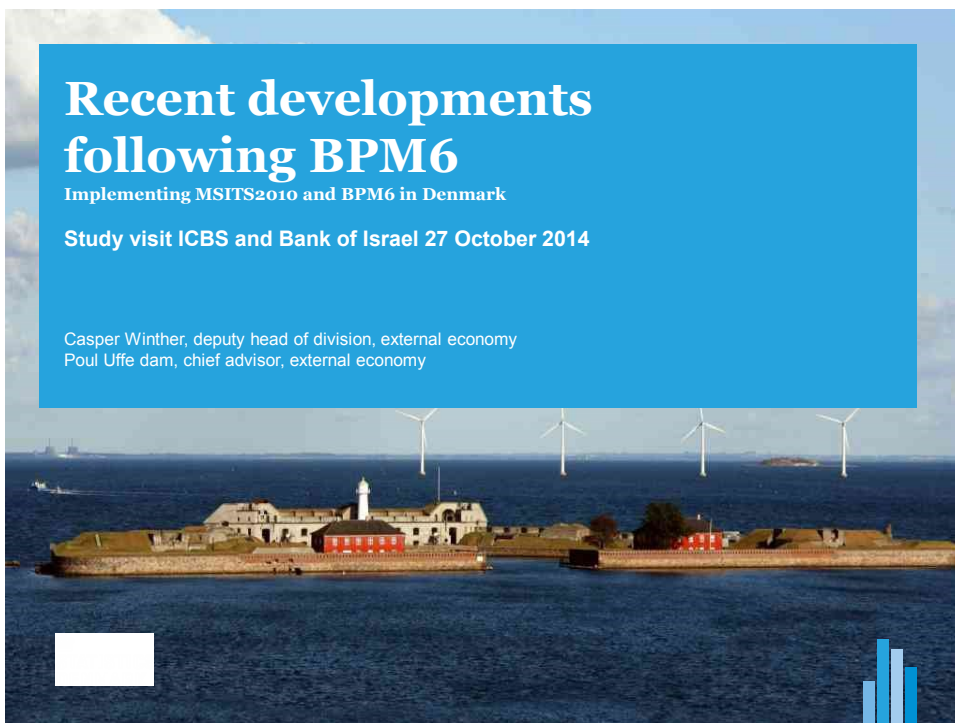 Recent developments
following BPM6
Implementing MSITS2010 and BPM6 in Denmark
Study visit ICBS and Bank of Israel 27 October 2014
Casper Winther, deputy head of division, external economy
Poul Uffe dam, chief advisor, external economy